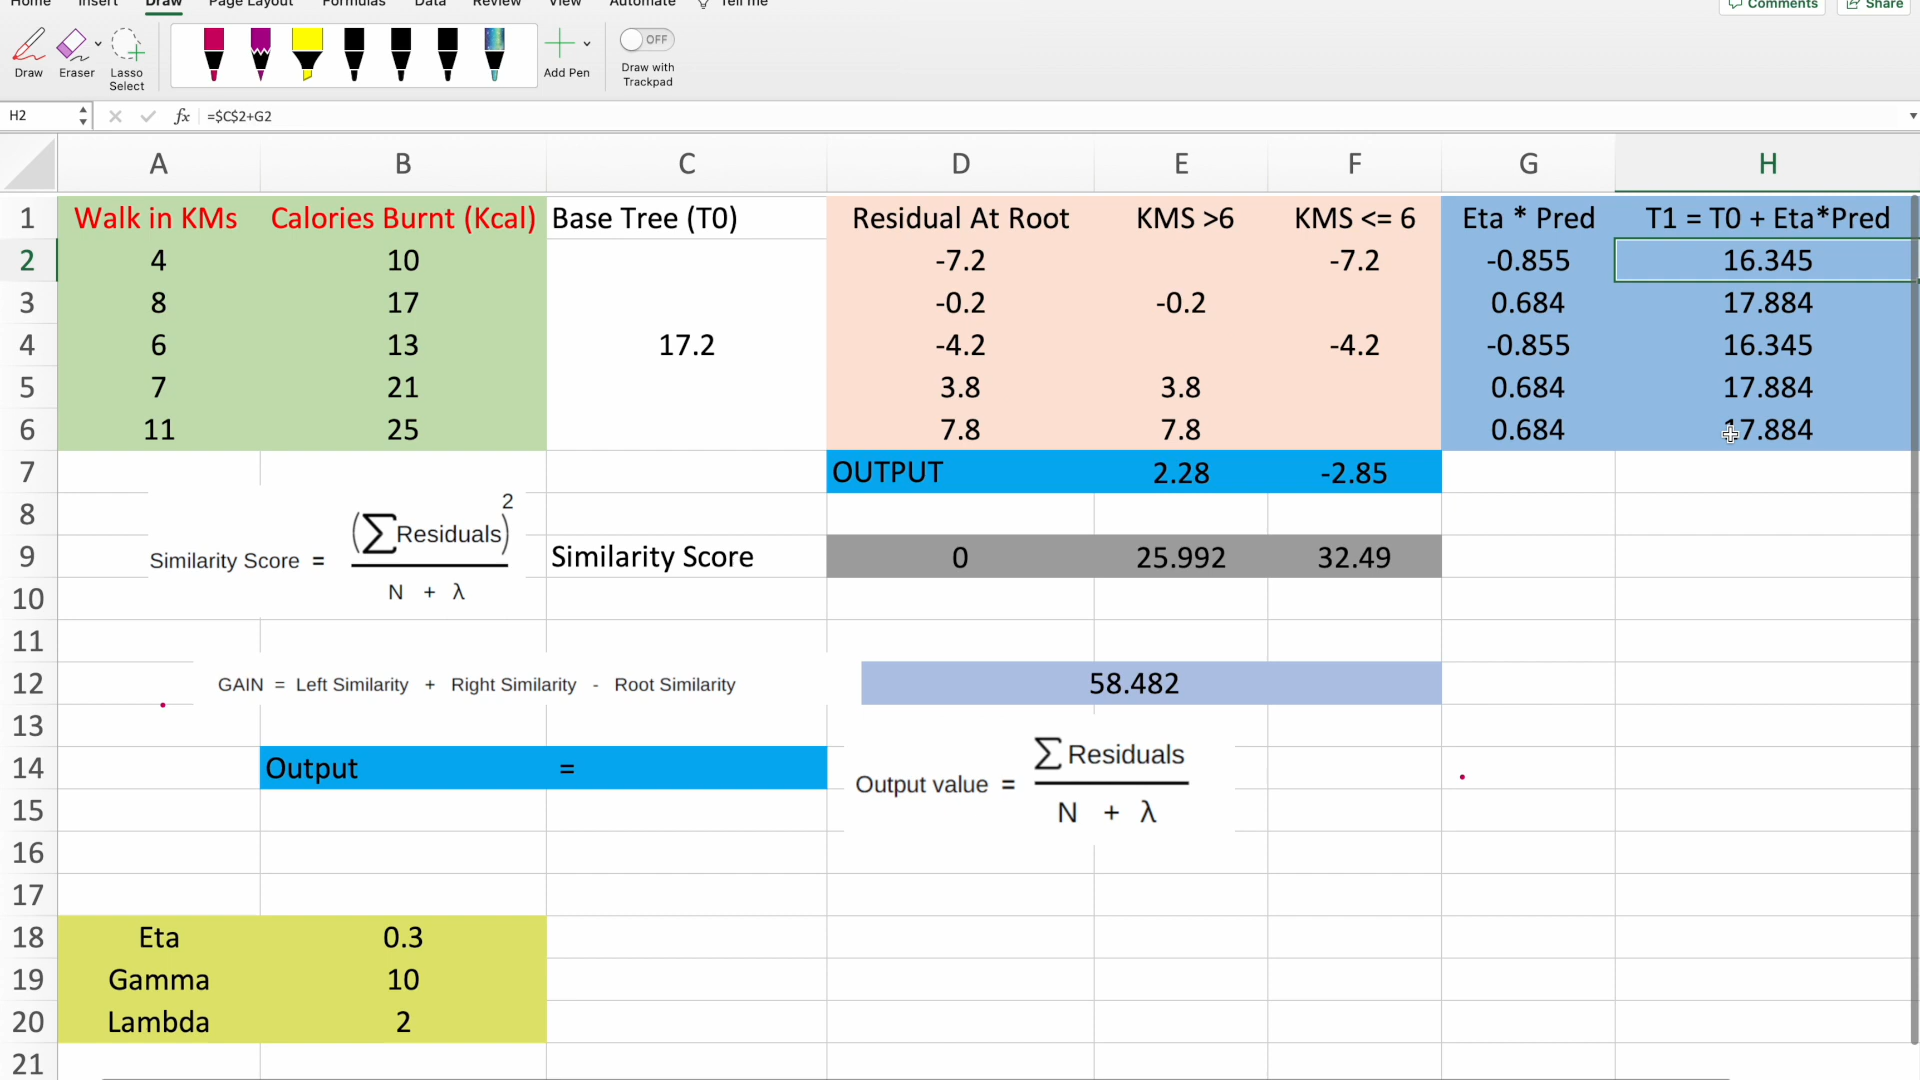 Home Insert Draw Page Layout Formulas Data Review View Automate Tell me Comments Share
Draw Eraser Lasso Select Add Pen OFF Draw with Trackpad
H2 fx =$C$2+G2
A B C D E F G H
1 Walk in KMs Calories Burnt (Kcal) Base Tree (T0) Residual At Root KMS >6 KMS <= 6 Eta * Pred T1 = T0 + Eta*Pred
2 4 10 -7.2 -7.2 -0.855 16.345
3 8 17 -0.2 -0.2 0.684 17.884
4 6 13 17.2 -4.2 -4.2 -0.855 16.345
5 7 21 3.8 3.8 0.684 17.884
6 11 25 7.8 7.8 0.684 17.884
7 OUTPUT 2.28 -2.85
8
9 Similarity Score = (∑Residuals)² / N + λ Similarity Score 0 25.992 32.49
10
11
12 GAIN = Left Similarity + Right Similarity - Root Similarity 58.482
13
14 Output = Output value = ∑ Residuals / N + λ
15
16
17
18 Eta 0.3
19 Gamma 10
20 Lambda 2
21